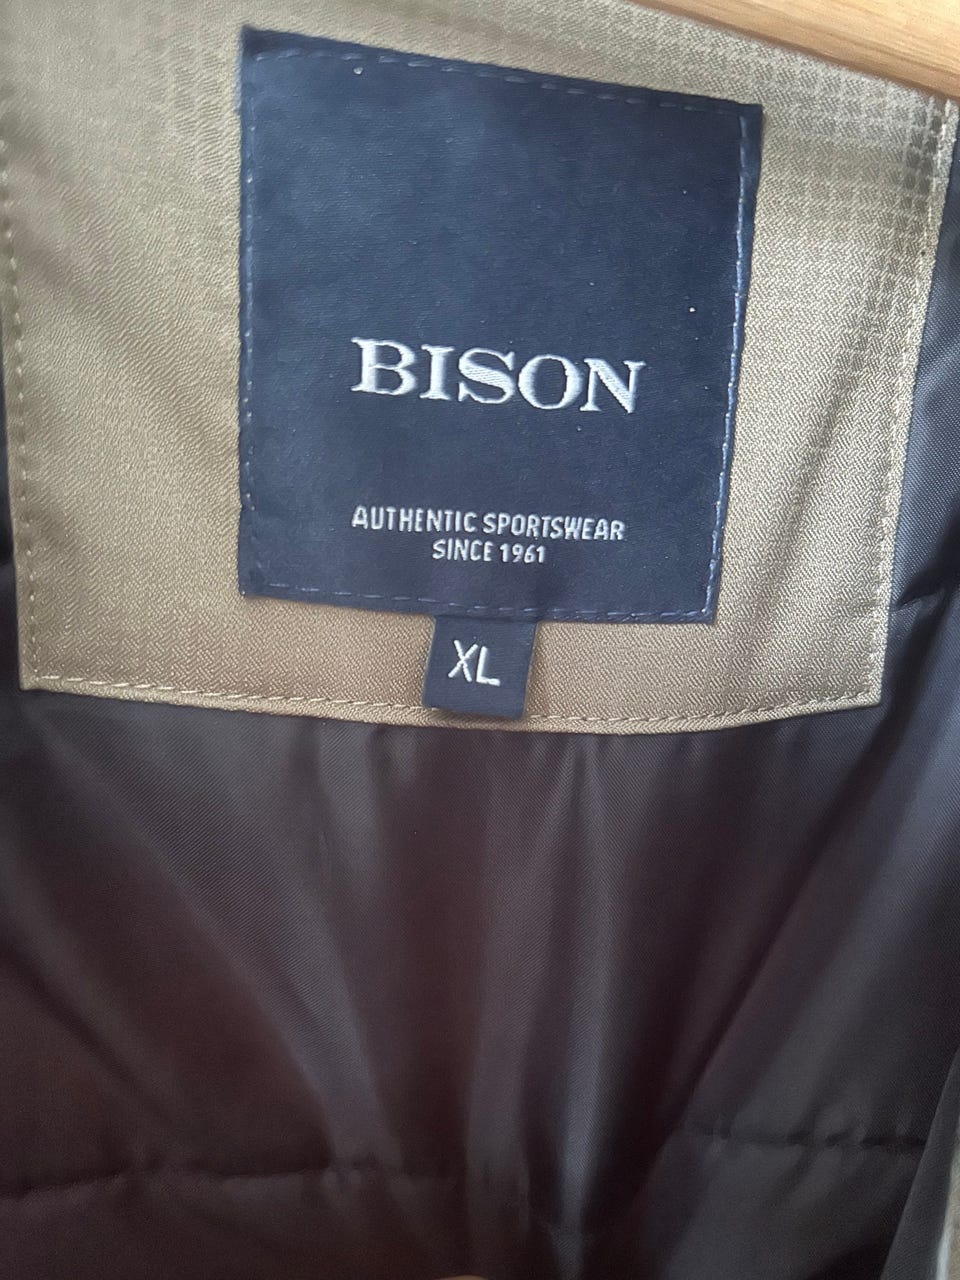 BISON
AUTHENTIC SPORTSWEAR
SINCE 1961
XL